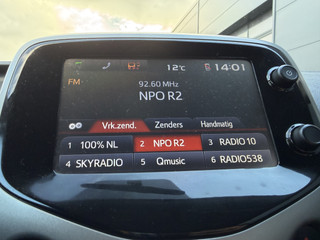 12°C 14:01
FM 92.60 MHz
NPO R2
Vrk.zend. Zenders Handmatig
1 100% NL 2 NPO R2 3 RADIO 10
4 SKYRADIO 5 Qmusic 6 RADIO538